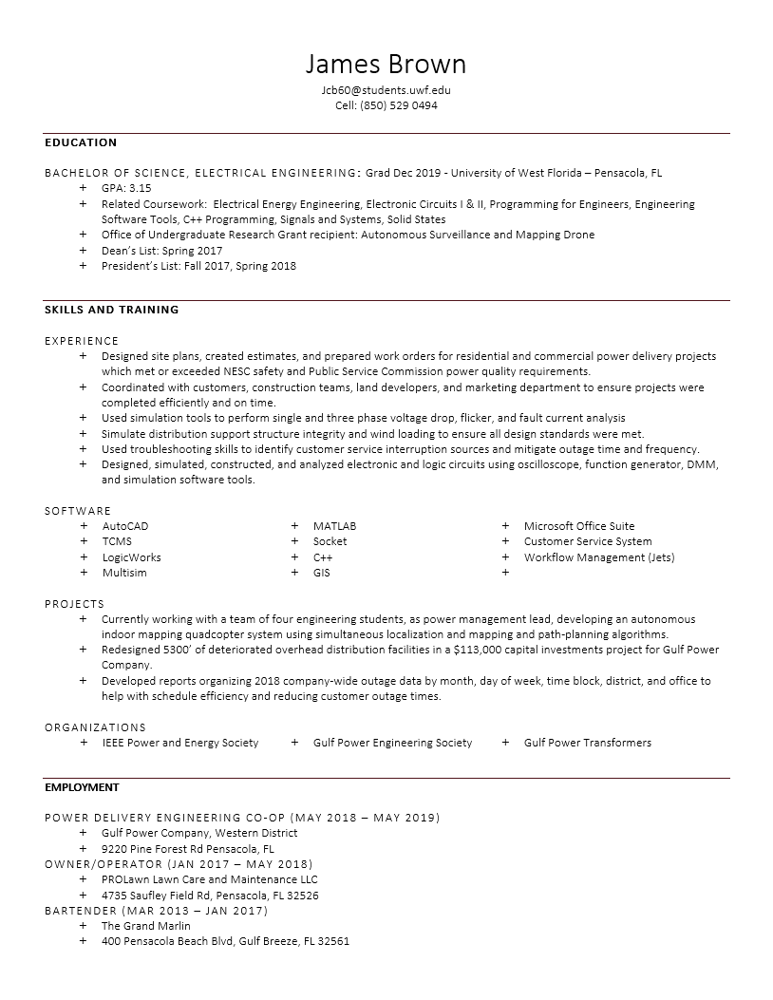 James Brown
Jcb60@students.uwf.edu
Cell: (850) 529 0494
EDUCATION
BACHELOR OF SCIENCE, ELECTRICAL ENGINEERING: Grad Dec 2019 - University of West Florida – Pensacola, FL
+ GPA: 3.15
+ Related Coursework: Electrical Energy Engineering, Electronic Circuits I & II, Programming for Engineers, Engineering
Software Tools, C++ Programming, Signals and Systems, Solid States
+ Office of Undergraduate Research Grant recipient: Autonomous Surveillance and Mapping Drone
+ Dean's List: Spring 2017
+ President's List: Fall 2017, Spring 2018
SKILLS AND TRAINING
EXPERIENCE
+ Designed site plans, created estimates, and prepared work orders for residential and commercial power delivery projects
which met or exceeded NESC safety and Public Service Commission power quality requirements.
+ Coordinated with customers, construction teams, land developers, and marketing department to ensure projects were
completed efficiently and on time.
+ Used simulation tools to perform single and three phase voltage drop, flicker, and fault current analysis
+ Simulate distribution support structure integrity and wind loading to ensure all design standards were met.
+ Used troubleshooting skills to identify customer service interruption sources and mitigate outage time and frequency.
+ Designed, simulated, constructed, and analyzed electronic and logic circuits using oscilloscope, function generator, DMM,
and simulation software tools.
SOFTWARE
+ AutoCAD + MATLAB + Microsoft Office Suite
+ TCMS + Socket + Customer Service System
+ LogicWorks + C++ + Workflow Management (Jets)
+ Multisim + GIS +
PROJECTS
+ Currently working with a team of four engineering students, as power management lead, developing an autonomous
indoor mapping quadcopter system using simultaneous localization and mapping and path-planning algorithms.
+ Redesigned 5300' of deteriorated overhead distribution facilities in a $113,000 capital investments project for Gulf Power
Company.
+ Developed reports organizing 2018 company-wide outage data by month, day of week, time block, district, and office to
help with schedule efficiency and reducing customer outage times.
ORGANIZATIONS
+ IEEE Power and Energy Society + Gulf Power Engineering Society + Gulf Power Transformers
EMPLOYMENT
POWER DELIVERY ENGINEERING CO-OP (MAY 2018 – MAY 2019)
+ Gulf Power Company, Western District
+ 9220 Pine Forest Rd Pensacola, FL
OWNER/OPERATOR (JAN 2017 – MAY 2018)
+ PROLawn Lawn Care and Maintenance LLC
+ 4735 Saufley Field Rd, Pensacola, FL 32526
BARTENDER (MAR 2013 – JAN 2017)
+ The Grand Marlin
+ 400 Pensacola Beach Blvd, Gulf Breeze, FL 32561